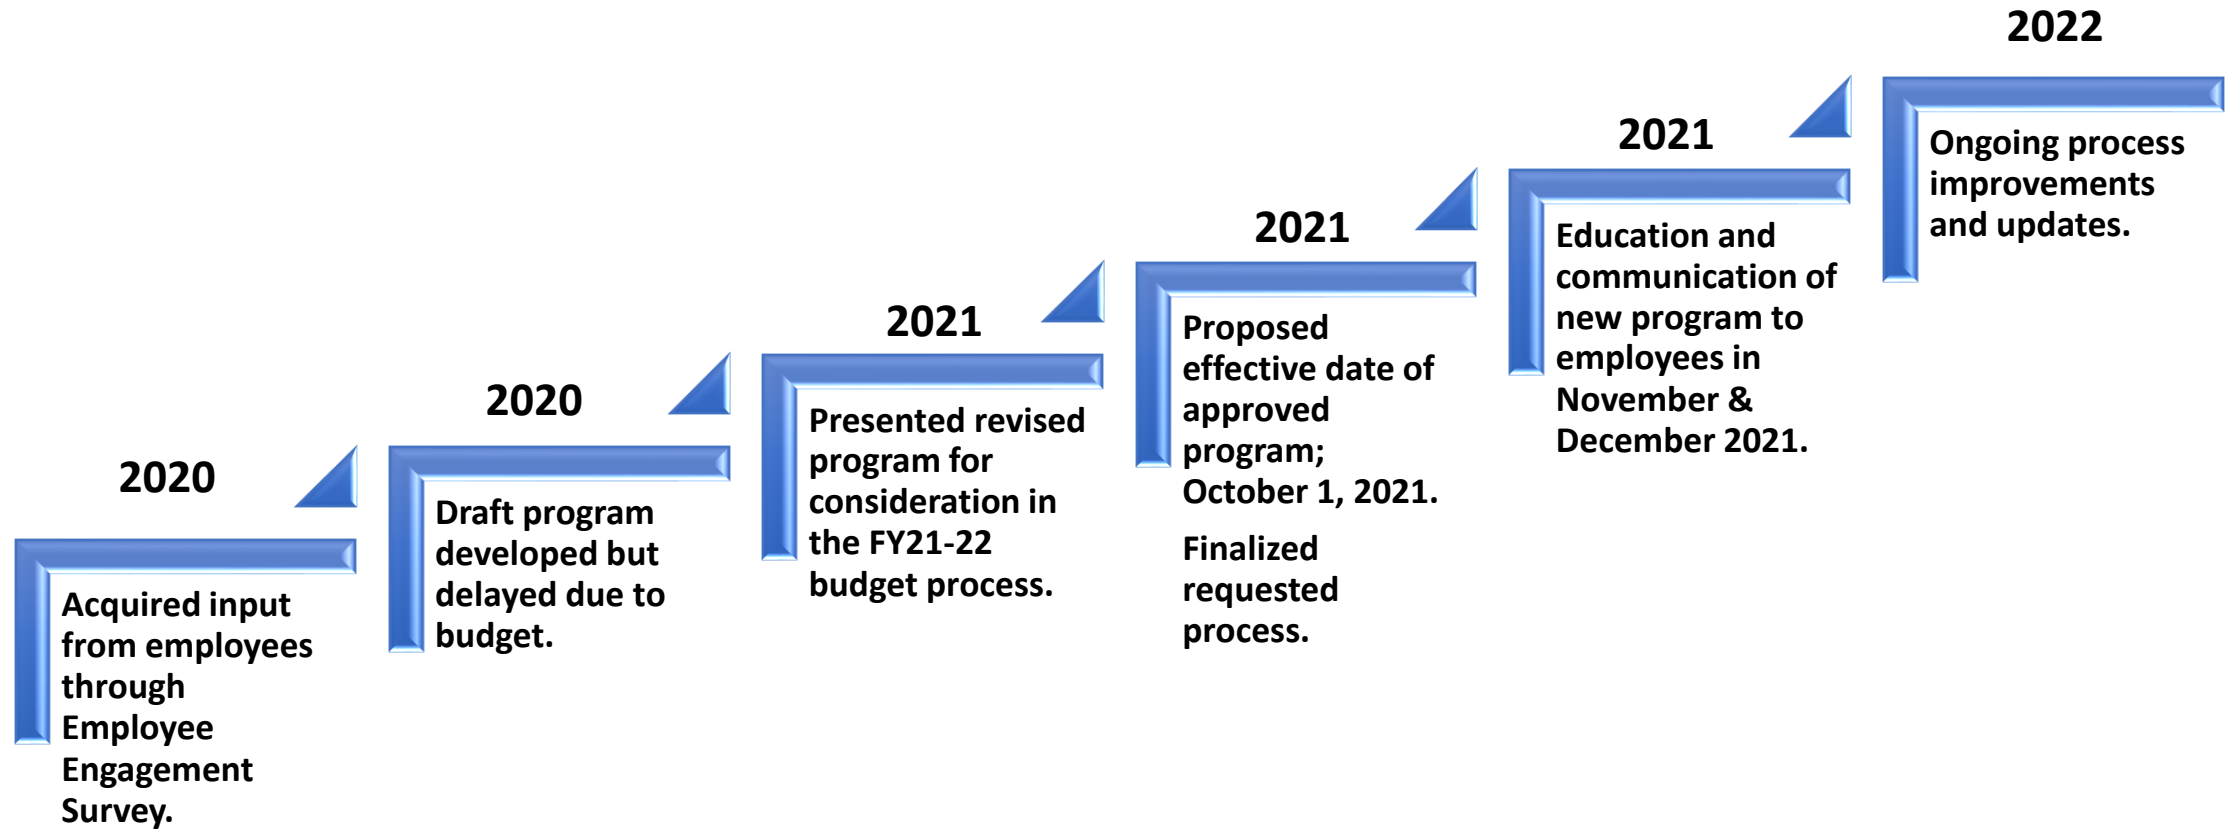 2020
Acquired input
from employees
through
Employee
Engagement
Survey.
2020
Draft program
developed but
delayed due to
budget.
2021
Presented revised
program for
consideration in
the FY21-22
budget process.
2021
Proposed
effective date of
approved
program;
October 1, 2021.
Finalized
requested
process.
2021
Education and
communication of
new program to
employees in
November &
December 2021.
2022
Ongoing process
improvements
and updates.